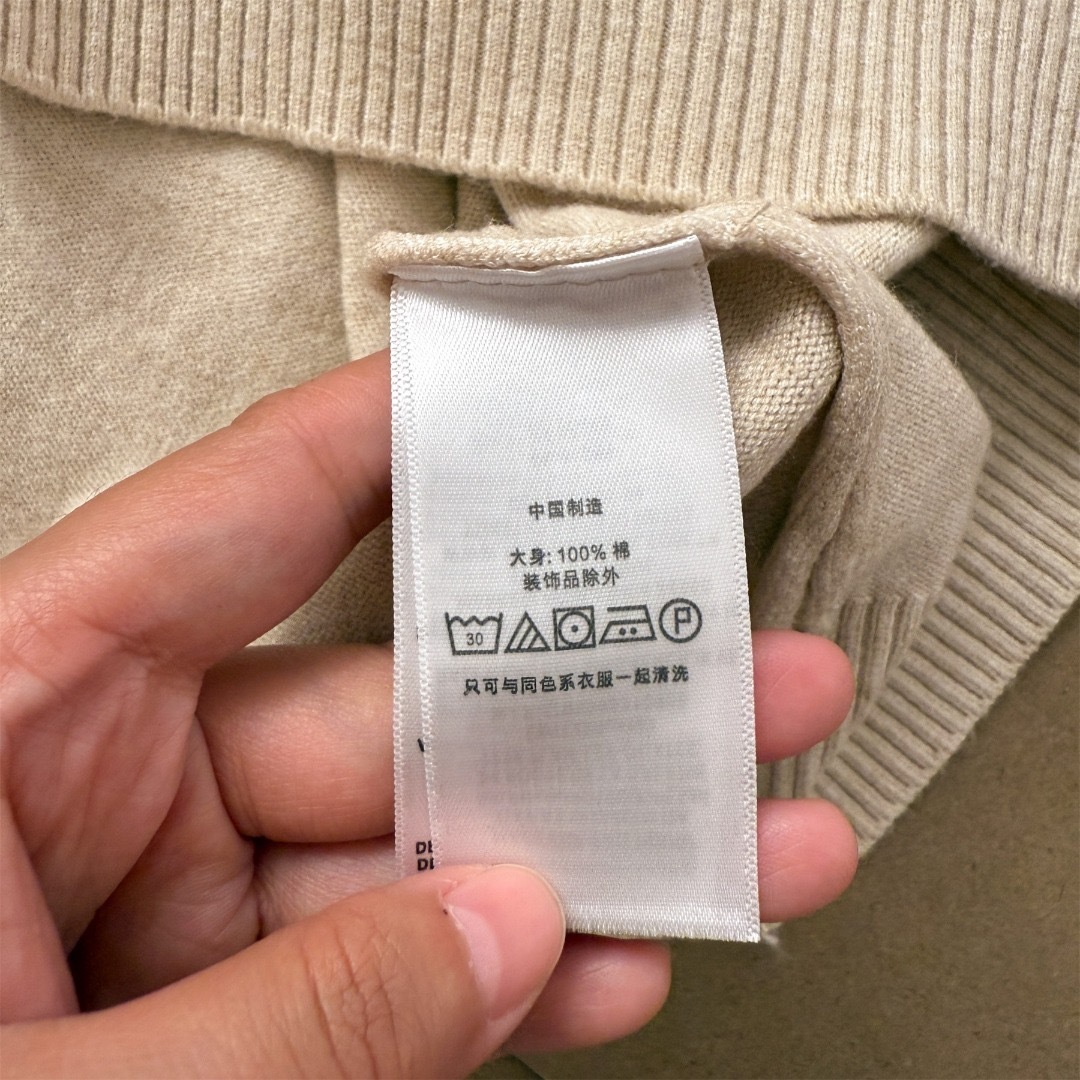 中国制造
大身: 100% 棉
装饰品除外
30 P
只可与同色系衣服一起清洗